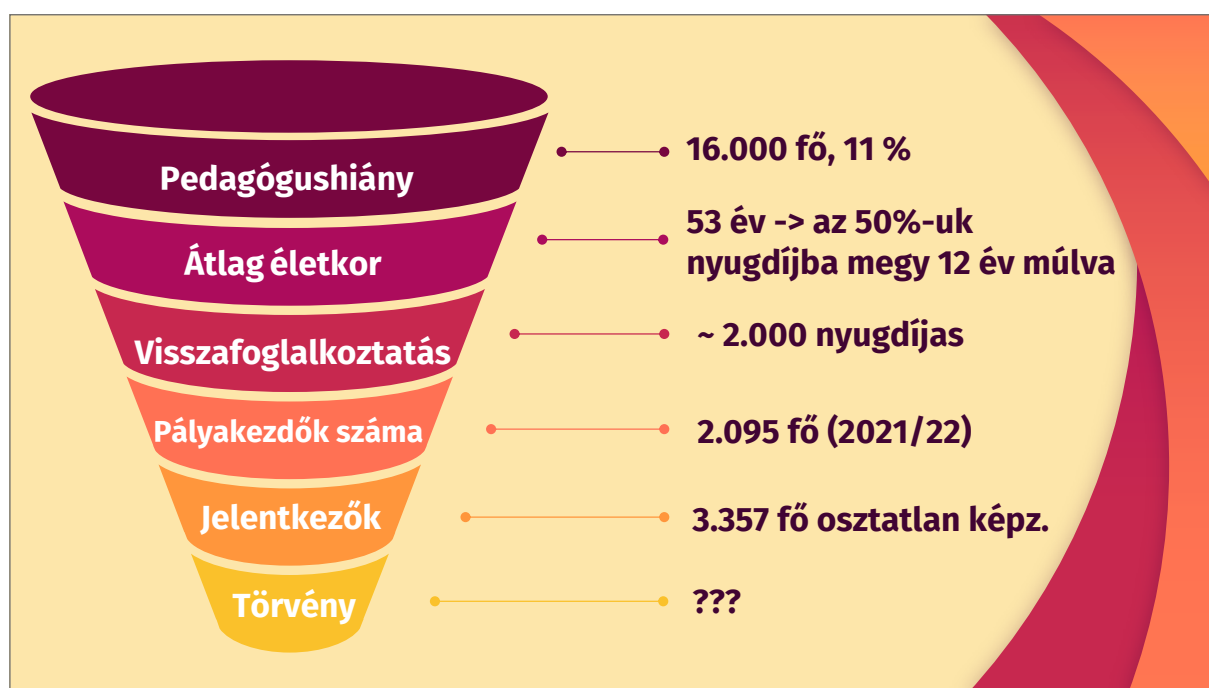 Pedagógushiány
16.000 fő, 11 %
Átlag életkor
53 év -> az 50%-uk
nyugdíjba megy 12 év múlva
Visszafoglalkoztatás
~ 2.000 nyugdíjas
Pályakezdők száma
2.095 fő (2021/22)
Jelentkezők
3.357 fő osztatlan képz.
Törvény
???